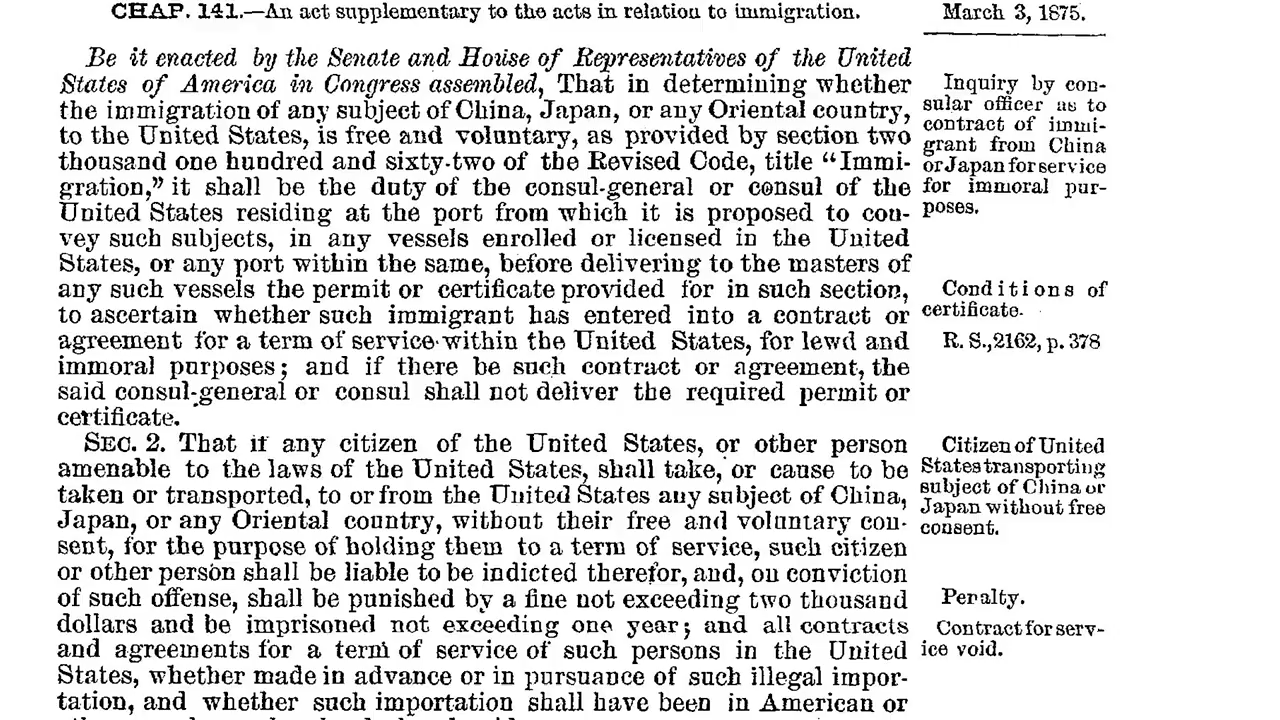 CHAP. 141.—An act supplementary to the acts in relation to immigration.
March 3, 1875.
Be it enacted by the Senate and House of Representatives of the United
States of America in Congress assembled, That in determining whether
the immigration of any subject of China, Japan, or any Oriental country,
to the United States, is free and voluntary, as provided by section two
thousand one hundred and sixty-two of the Revised Code, title “Immi-
gration,” it shall be the duty of the consul-general or consul of the
United States residing at the port from which it is proposed to con-
vey such subjects, in any vessels enrolled or licensed in the United
States, or any port within the same, before delivering to the masters of
any such vessels the permit or certificate provided for in such section,
to ascertain whether such immigrant has entered into a contract or
agreement for a term of service within the United States, for lewd and
immoral purposes; and if there be such contract or agreement, the
said consul-general or consul shall not deliver the required permit or
certificate.
Inquiry by con-
sular officer as to
contract of immi-
grant from China
or Japan for service
for immoral pur-
poses.
Conditions of
certificate.
R. S., 2162, p. 378
SEC. 2. That if any citizen of the United States, or other person
amenable to the laws of the United States, shall take, or cause to be
taken or transported, to or from the United States any subject of China,
Japan, or any Oriental country, without their free and voluntary con-
sent, for the purpose of holding them to a term of service, such citizen
or other person shall be liable to be indicted therefor, and, on conviction
of such offense, shall be punished by a fine not exceeding two thousand
dollars and be imprisoned not exceeding one year; and all contracts
and agreements for a term of service of such persons in the United
States, whether made in advance or in pursuance of such illegal impor-
tation, and whether such importation shall have been in American or
Citizen of United
States transporting
subject of China or
Japan without free
consent.
Penalty.
Contract for serv-
ice void.